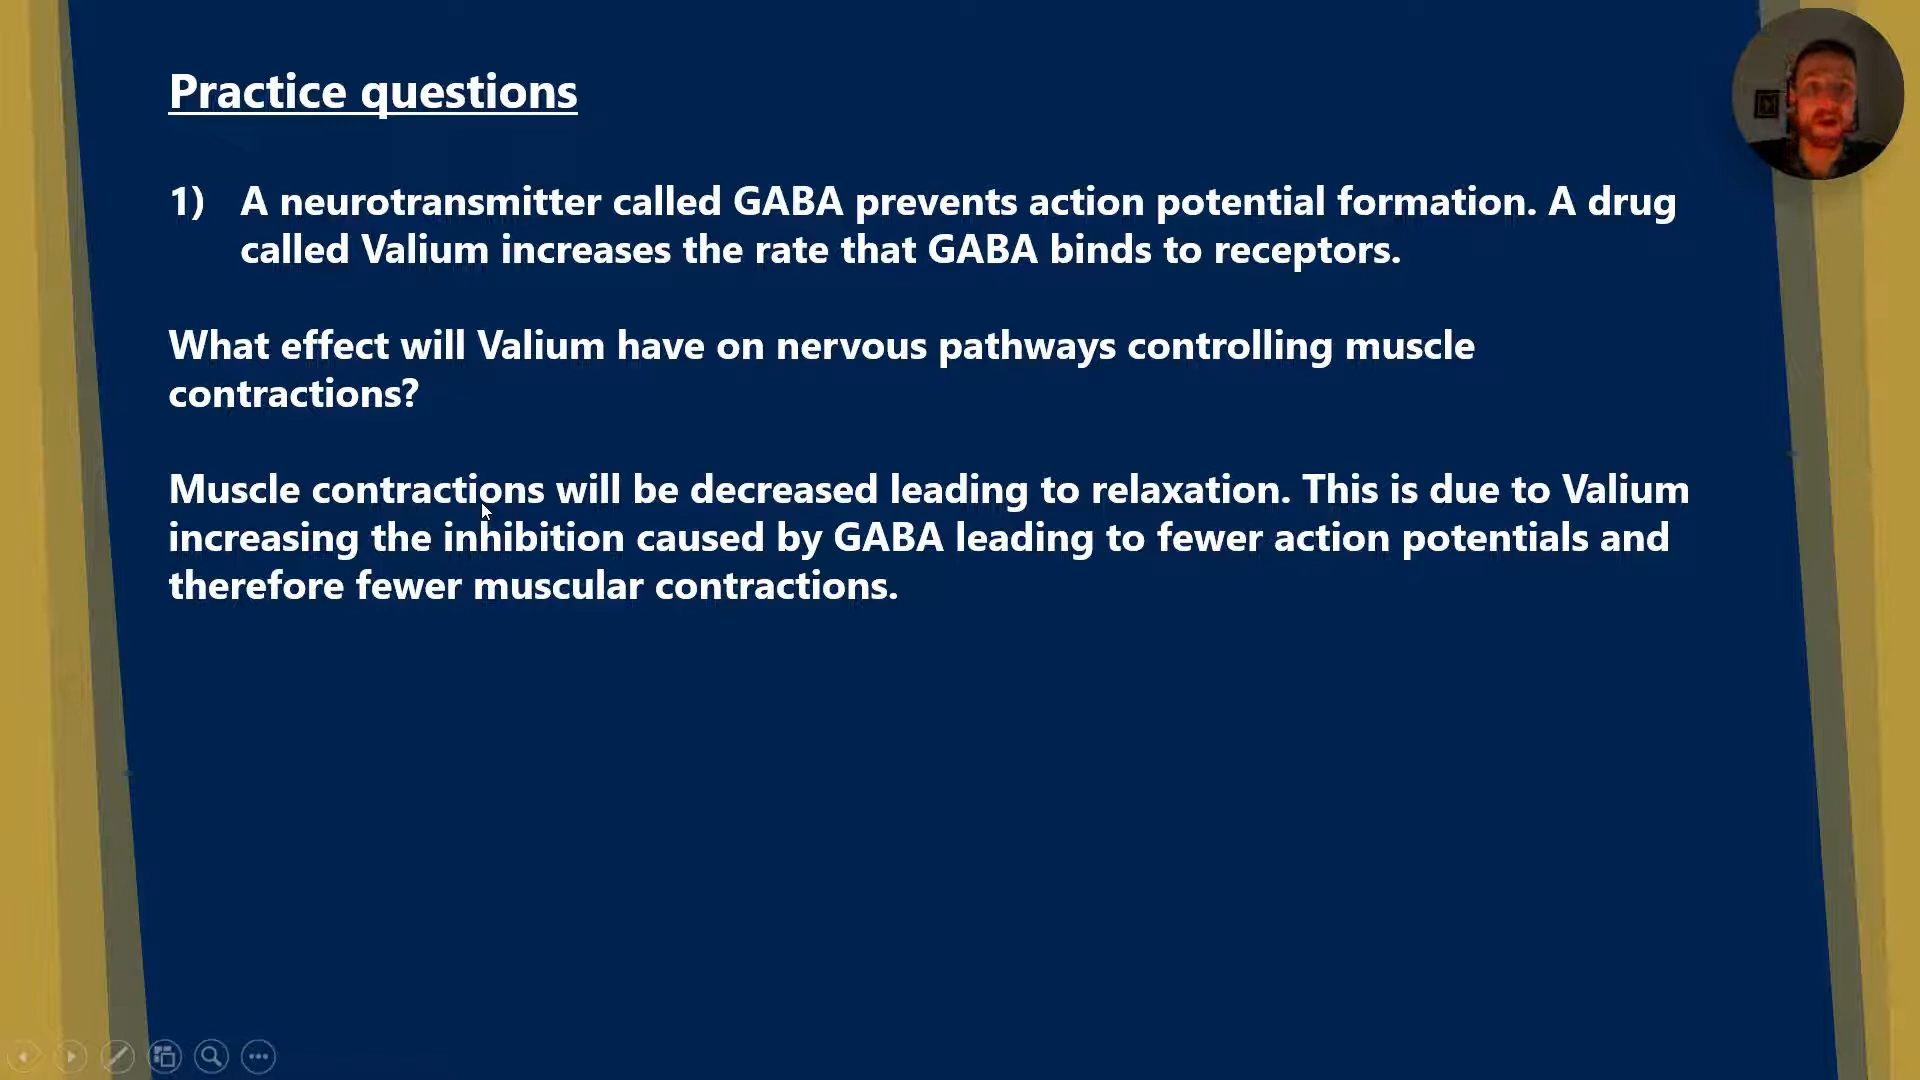 Practice questions
1) A neurotransmitter called GABA prevents action potential formation. A drug
called Valium increases the rate that GABA binds to receptors.
What effect will Valium have on nervous pathways controlling muscle
contractions?
Muscle contractions will be decreased leading to relaxation. This is due to Valium
increasing the inhibition caused by GABA leading to fewer action potentials and
therefore fewer muscular contractions.